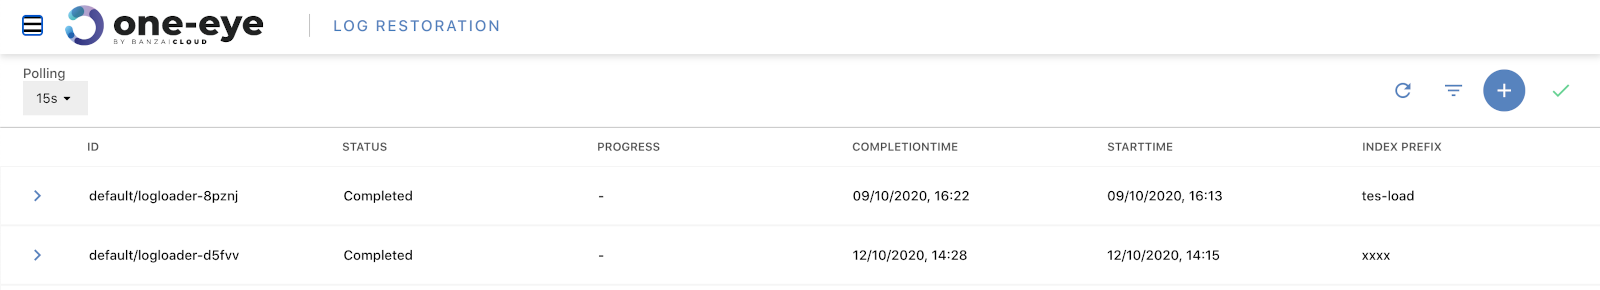 one-eye
BY BANZAICLOUD
LOG RESTORATION
Polling
15s
ID STATUS PROGRESS COMPLETIONTIME STARTTIME INDEX PREFIX
default/logloader-8pznj Completed - 09/10/2020, 16:22 09/10/2020, 16:13 tes-load
default/logloader-d5fvv Completed - 12/10/2020, 14:28 12/10/2020, 14:15 xxxx